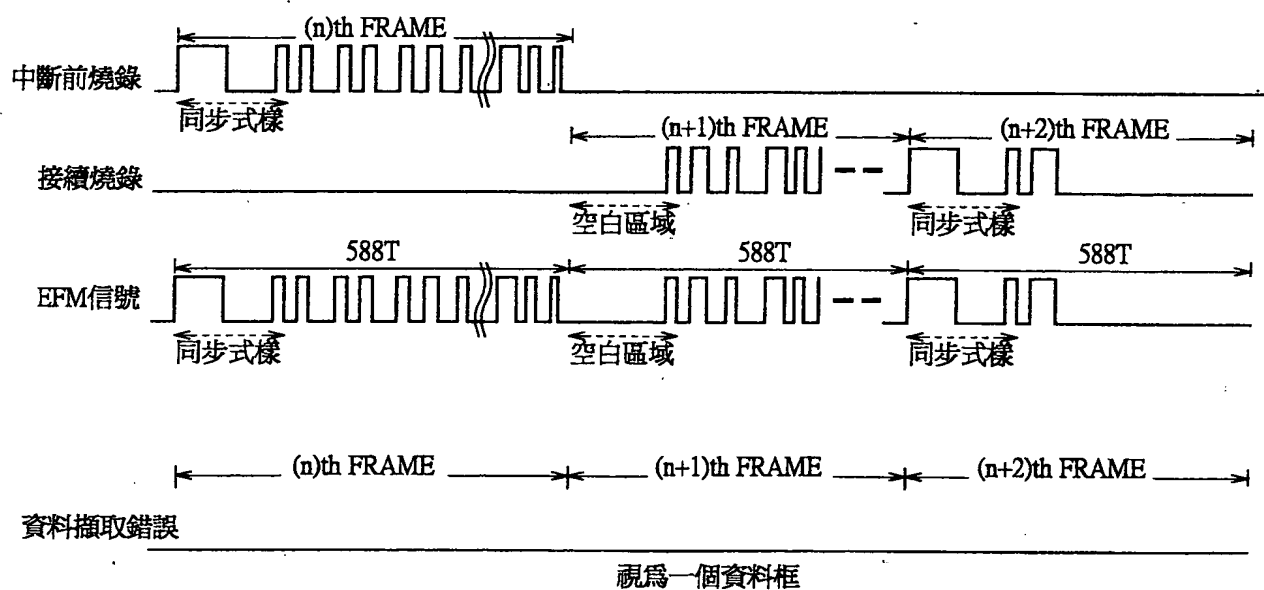 (n)th FRAME
中斷前燒錄
同步式樣
(n+1)th FRAME
(n+2)th FRAME
接續燒錄
空白區域
同步式樣
588T
588T
588T
EFM信號
同步式樣
空白區域
同步式樣
(n)th FRAME
(n+1)th FRAME
(n+2)th FRAME
資料擷取錯誤
視爲一個資料框